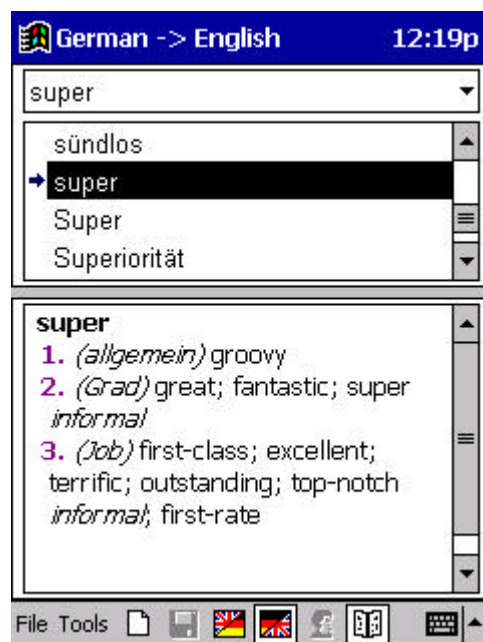 German -> English 12:19p
super
sündlos
super
Super
Superiorität
super
1. (allgemein) groovy
2. (Grad) great; fantastic; super
informal
3. (Job) first-class; excellent;
terrific; outstanding; top-notch
informal; first-rate
File Tools